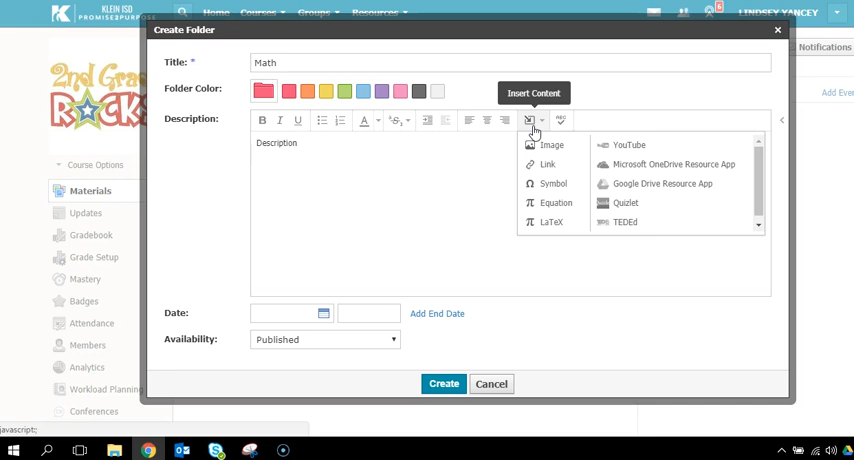 KLEIN ISD
PROMISE2PURPOSE
Home
Courses
Groups
Resources
6
LINDSEY YANCEY
Create Folder
×
Notifications
2nd Grade
ROCKS
Title: *
Math
Folder Color:
Insert Content
Add Eve
Description:
B I U A S ABC
Description
Image
Link
Symbol
Equation
LaTeX
YouTube
Microsoft OneDrive Resource App
Google Drive Resource App
Quizlet
TEDEd
Course Options
Materials
Updates
Gradebook
Grade Setup
Mastery
Badges
Attendance
Members
Analytics
Workload Planning
Conferences
Date:
Add End Date
Availability:
Published
Create
Cancel
javascript:;